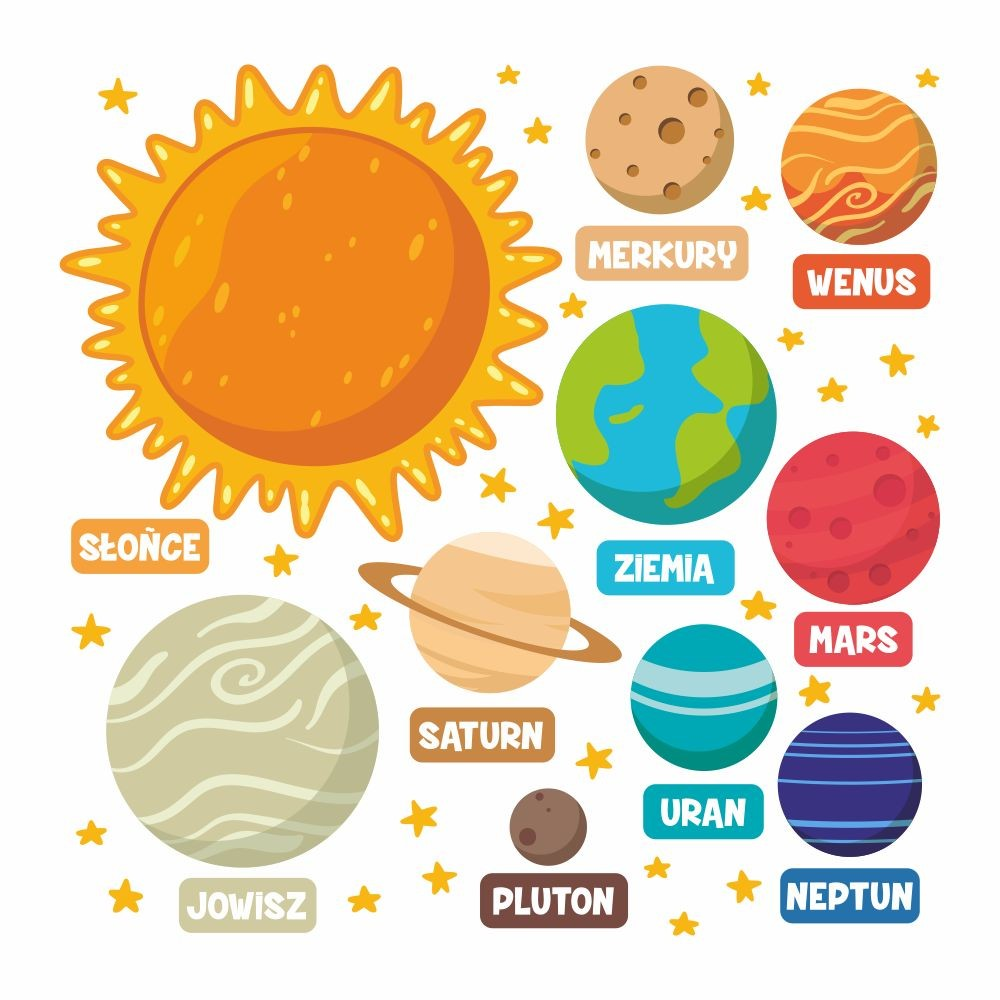 MERKURY
WENUS
SŁOŃCE
ZiEMiA
MARS
SATURN
URAN
JOWiSZ
PLUTON
NEPTUN